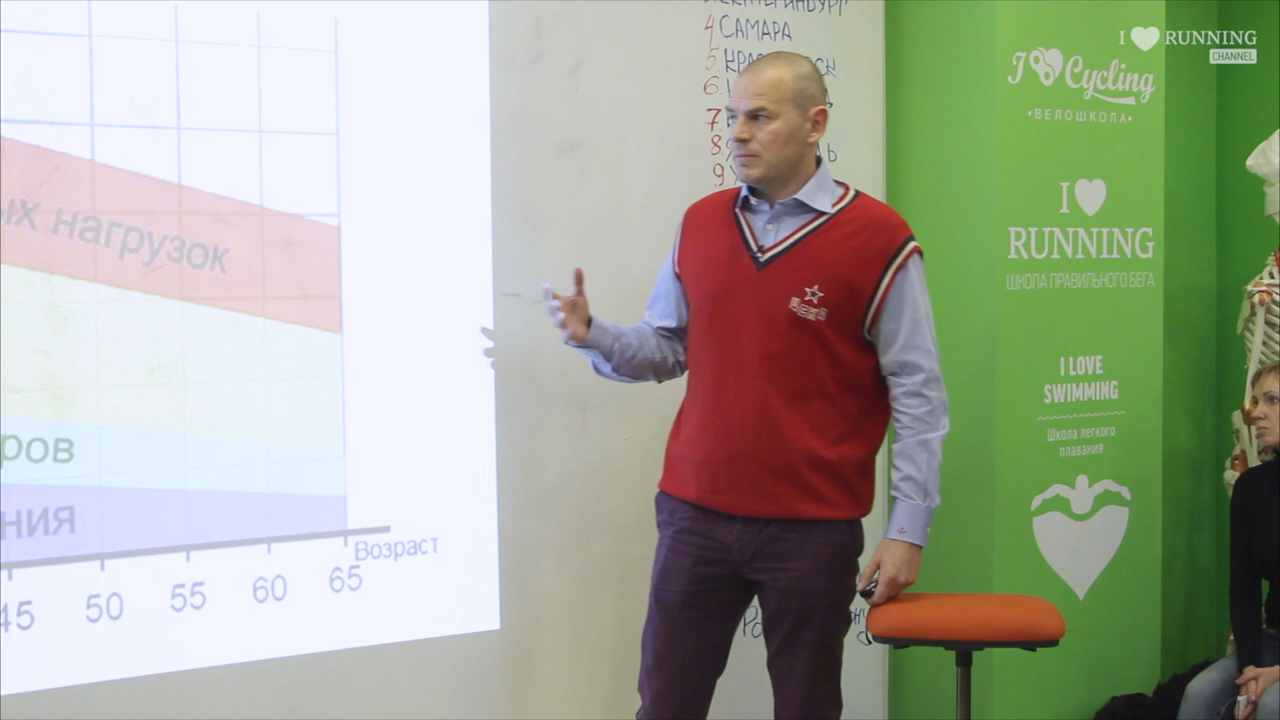 ых нагрузок
ров
ния
Возраст
45
50
55
60
65
4 САМАРА
5.
6.
7
8
9
ЦСКА
I RUNNING
CHANNEL
I Cycling
•ВЕЛОШКОЛА•
I
RUNNING
ШКОЛА ПРАВИЛЬНОГО БЕГА
I LOVE
SWIMMING
Школа легкого
плавания